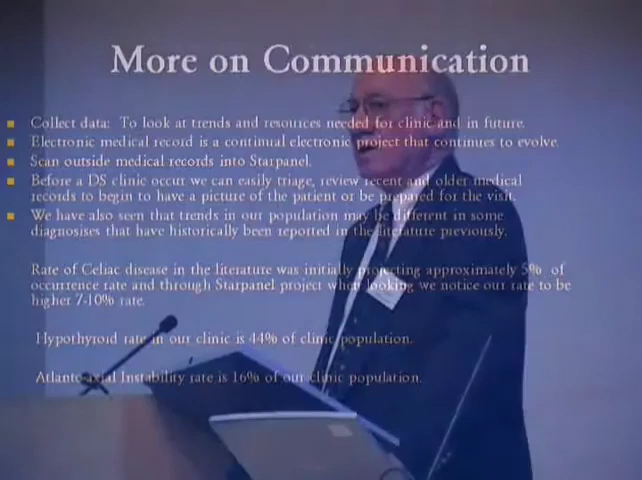 More on Communication
Collect data: To look at trends and resources needed for clinic and in future.
Electronic medical record is a continual electronic project that continues to evolve.
Scan outside medical records into Starpanel.
Before a DS clinic occur we can easily triage, review recent and older medical
records to begin to have a picture of the patient or be prepared for the visit.
We have also seen that trends in our population may be different in some
diagnosises that have historically been reported in the literature previously.
Rate of Celiac disease in the literature was initially projecting approximately 5% of
occurrence rate and through Starpanel project when looking we notice our rate to be
higher 7-10% rate.
Hypothyroid rate in our clinic is 44% of clinic population.
Atlanto-axial Instability rate is 16% of our clinic population.